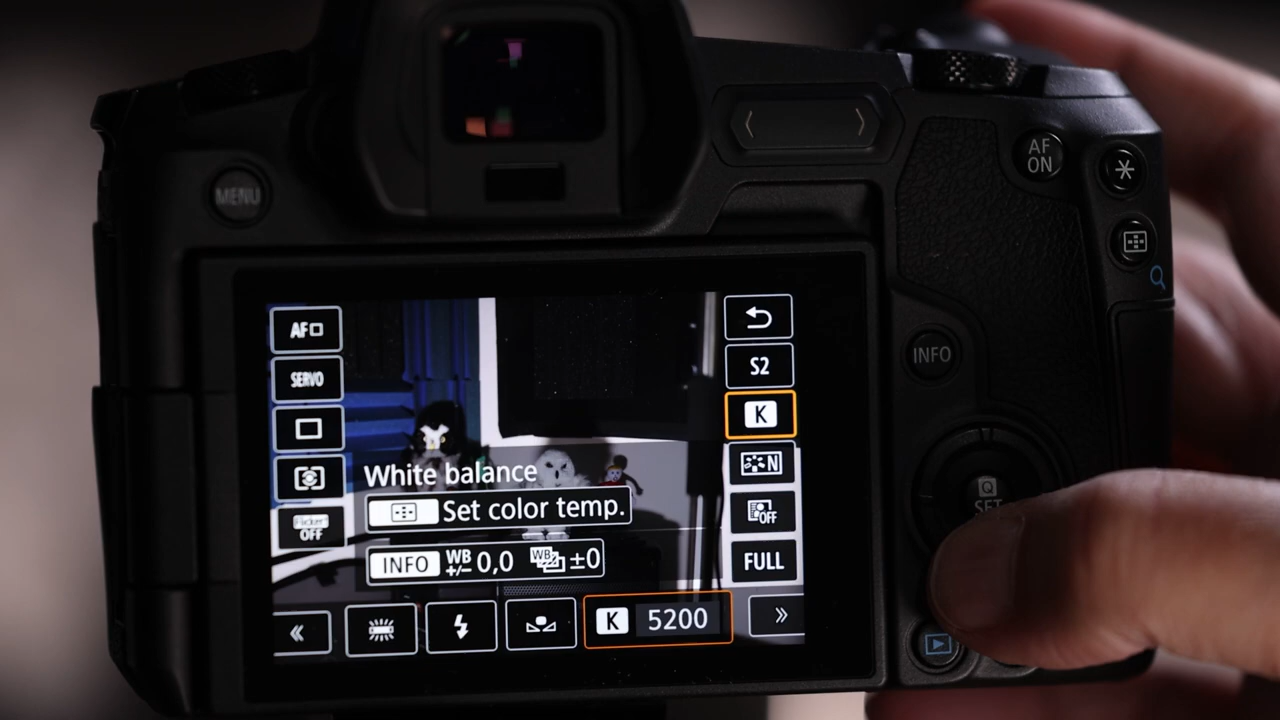 MENU
AF
ON
INFO
Q
SET
AF
SERVO
OFF
S2
K
N
OFF
FULL
White balance
Set color temp.
INFO WB +/- 0,0 WB ±0
K 5200